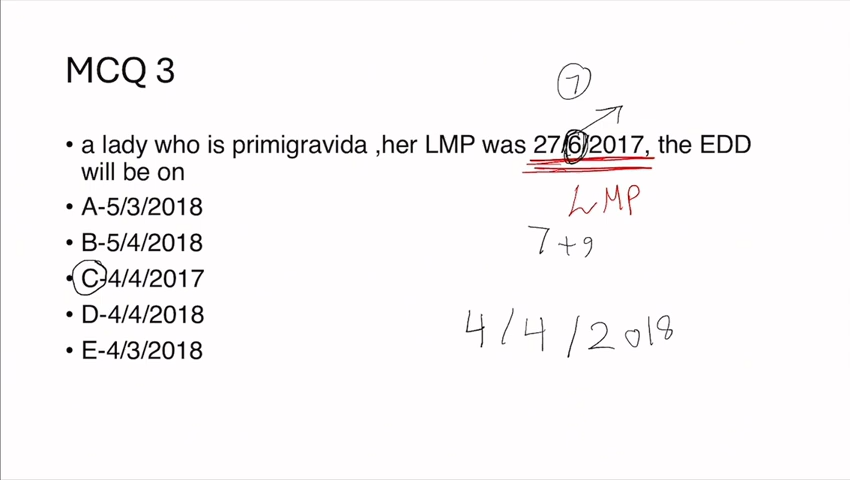 MCQ 3
7
• a lady who is primigravida ,her LMP was 27/6/2017, the EDD
will be on
• A-5/3/2018
LMP
• B-5/4/2018
7+9
• C-4/4/2017
• D-4/4/2018
4/4/2018
• E-4/3/2018